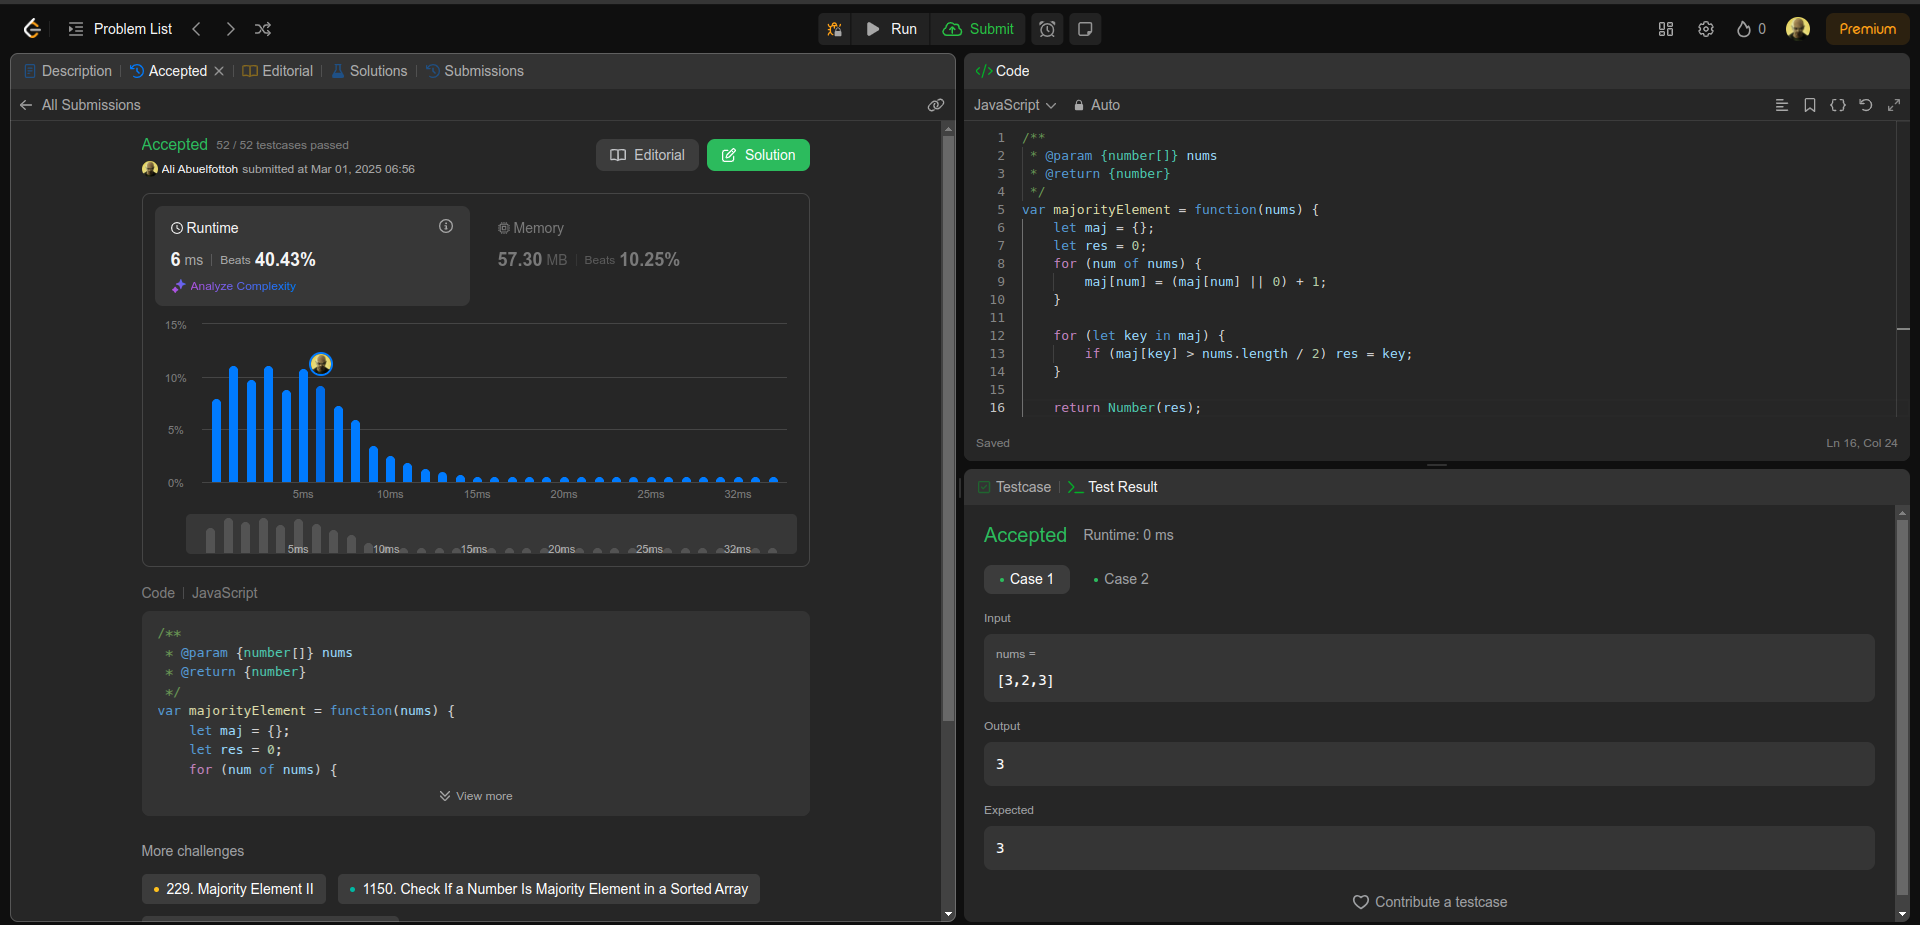 Problem List
Run
Submit
0
Premium
Description
Accepted
Editorial
Solutions
Submissions
All Submissions
Accepted 52 / 52 testcases passed
Ali Abuelfottoh submitted at Mar 01, 2025 06:56
Editorial
Solution
Runtime
6 ms | Beats 40.43%
Analyze Complexity
Memory
57.30 MB | Beats 10.25%
15%
10%
5%
0%
5ms 10ms 15ms 20ms 25ms 32ms
5ms 10ms 15ms 20ms 25ms 32ms
Code | JavaScript
/**
 * @param {number[]} nums
 * @return {number}
 */
var majorityElement = function(nums) {
    let maj = {};
    let res = 0;
    for (num of nums) {
View more
More challenges
229. Majority Element II
1150. Check If a Number Is Majority Element in a Sorted Array
</> Code
JavaScript
Auto
1 /**
2  * @param {number[]} nums
3  * @return {number}
4  */
5 var majorityElement = function(nums) {
6     let maj = {};
7     let res = 0;
8     for (num of nums) {
9         maj[num] = (maj[num] || 0) + 1;
10     }
11
12     for (let key in maj) {
13         if (maj[key] > nums.length / 2) res = key;
14     }
15
16     return Number(res);
Saved
Ln 16, Col 24
Testcase
Test Result
Accepted Runtime: 0 ms
Case 1
Case 2
Input
nums =
[3,2,3]
Output
3
Expected
3
Contribute a testcase